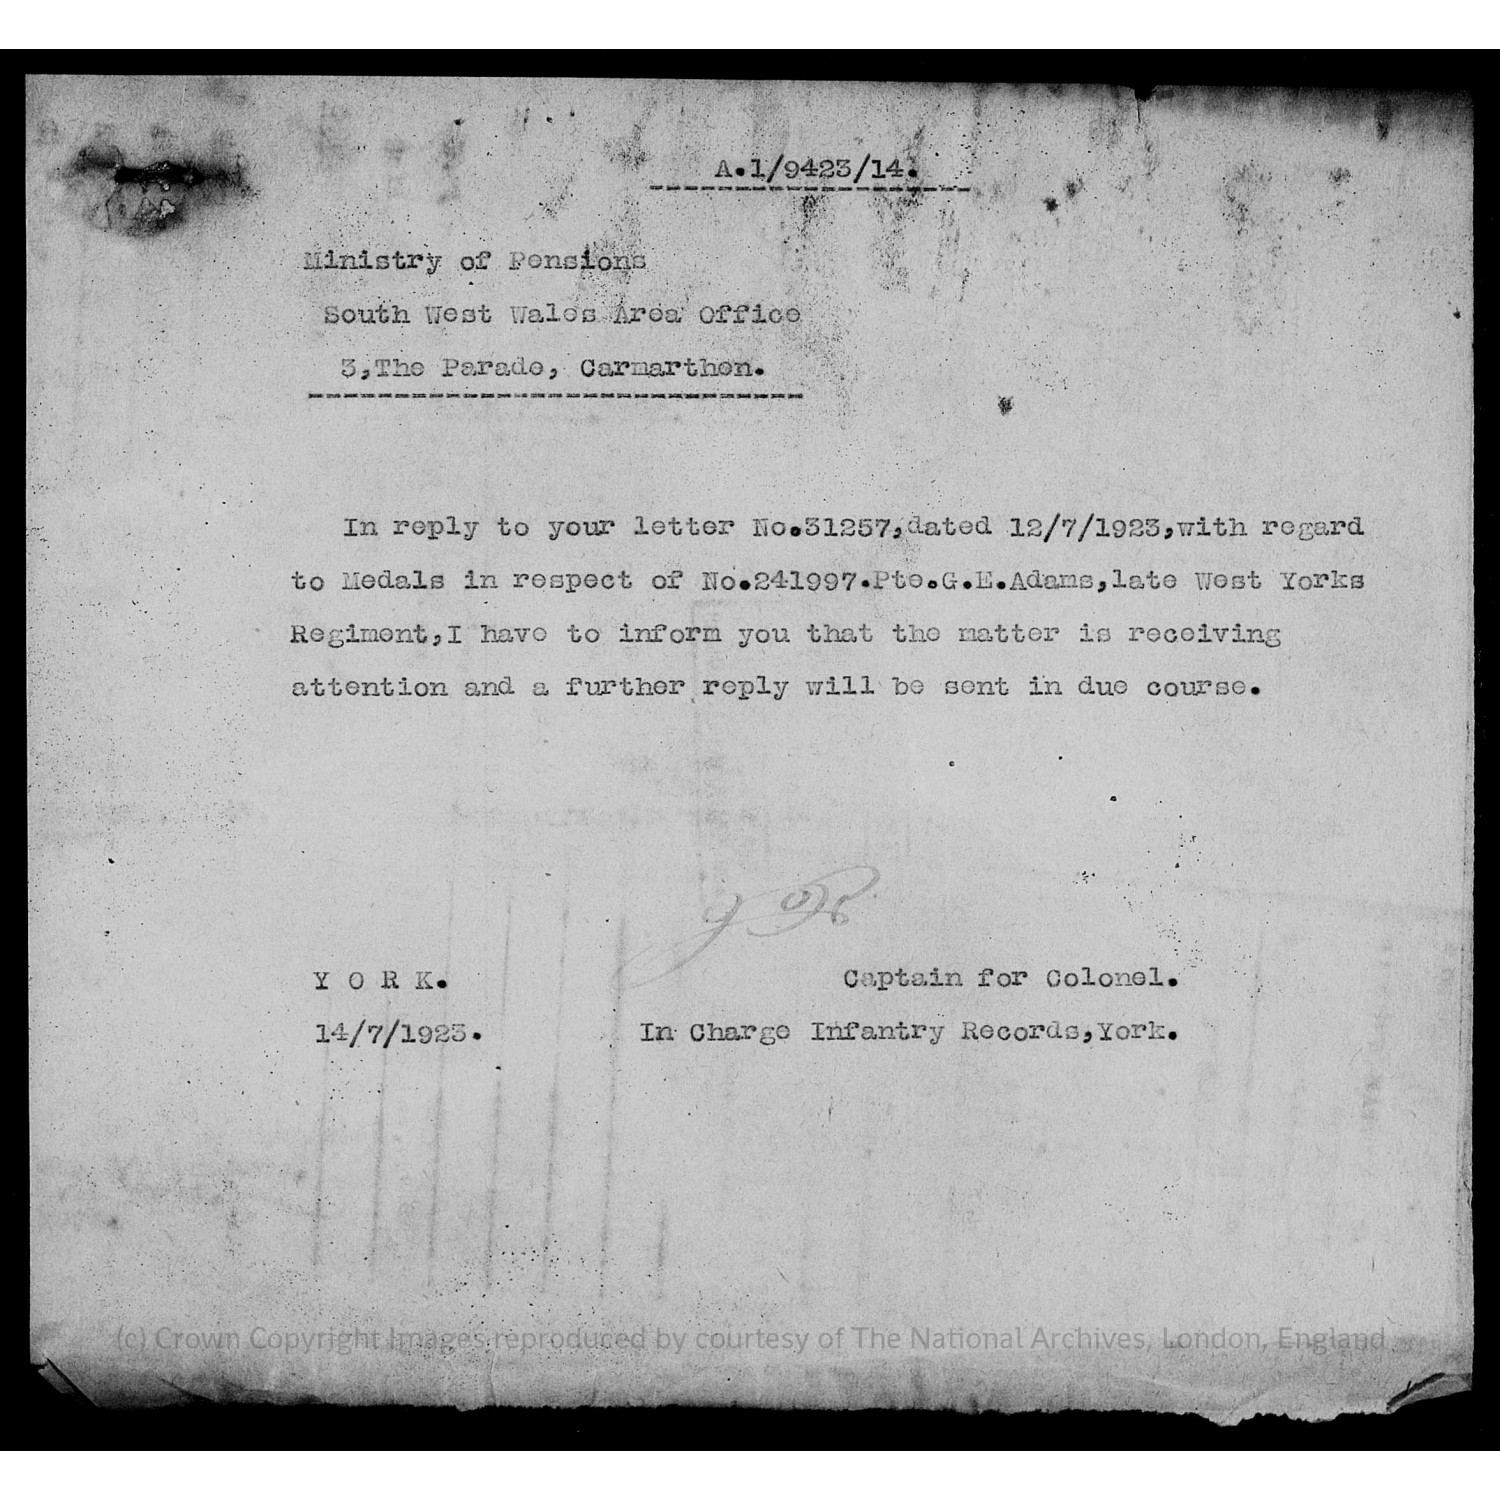 A.1/9423/14.
Ministry of Pensions
South West Wales Area Office
3,The Parade, Carmarthen.
In reply to your letter No.31257,dated 12/7/1923,with regard
to Medals in respect of No.241997.Pte.G.E.Adams,late West Yorks
Regiment,I have to inform you that the matter is receiving
attention and a further reply will be sent in due course.
Y O R K.
Captain for Colonel.
14/7/1923.
In Charge Infantry Records,York.
(c) Crown Copyright Images reproduced by courtesy of The National Archives, London, England.